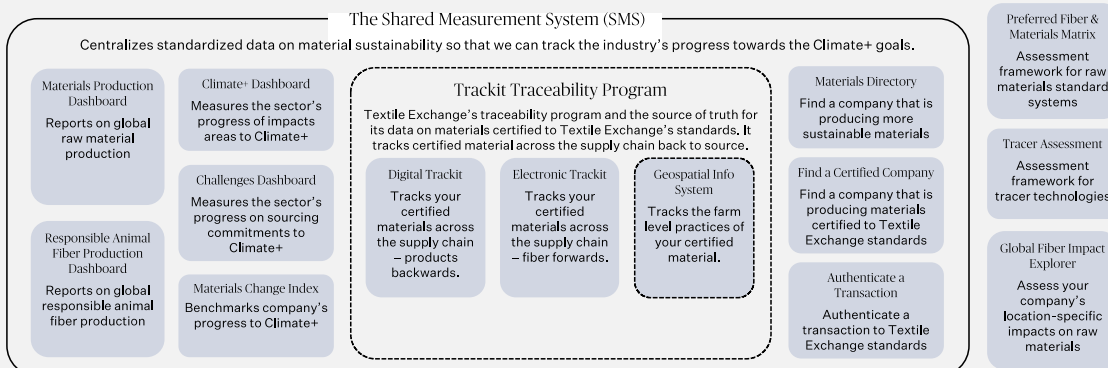 The Shared Measurement System (SMS)
Centralizes standardized data on material sustainability so that we can track the industry's progress towards the Climate+ goals.
Materials Production
Dashboard
Reports on global
raw material
production
Responsible Animal
Fiber Production
Dashboard
Reports on global
responsible animal
fiber production
Climate+ Dashboard
Measures the sector's
progress of impacts
areas to Climate+
Challenges Dashboard
Measures the sector's
progress on sourcing
commitments to
Climate+
Materials Change Index
Benchmarks company's
progress to Climate+
Trackit Traceability Program
Textile Exchange's traceability program and the source of truth for
its data on materials certified to Textile Exchange's standards. It
tracks certified material across the supply chain back to source.
Digital Trackit
Tracks your
certified
materials across
the supply chain
– products
backwards.
Electronic Trackit
Tracks your
certified
materials across
the supply chain
– fiber forwards.
Geospatial Info
System
Tracks the farm
level practices of
your certified
material.
Materials Directory
Find a company that is
producing more
sustainable materials
Find a Certified Company
Find a company that is
producing materials
certified to Textile
Exchange standards
Authenticate a
Transaction
Authenticate a
transaction to Textile
Exchange standards
Preferred Fiber &
Materials Matrix
Assessment
framework for raw
materials standard
systems
Tracer Assessment
Assessment
framework for
tracer technologies
Global Fiber Impact
Explorer
Assess your
company's
location-specific
impacts on raw
materials